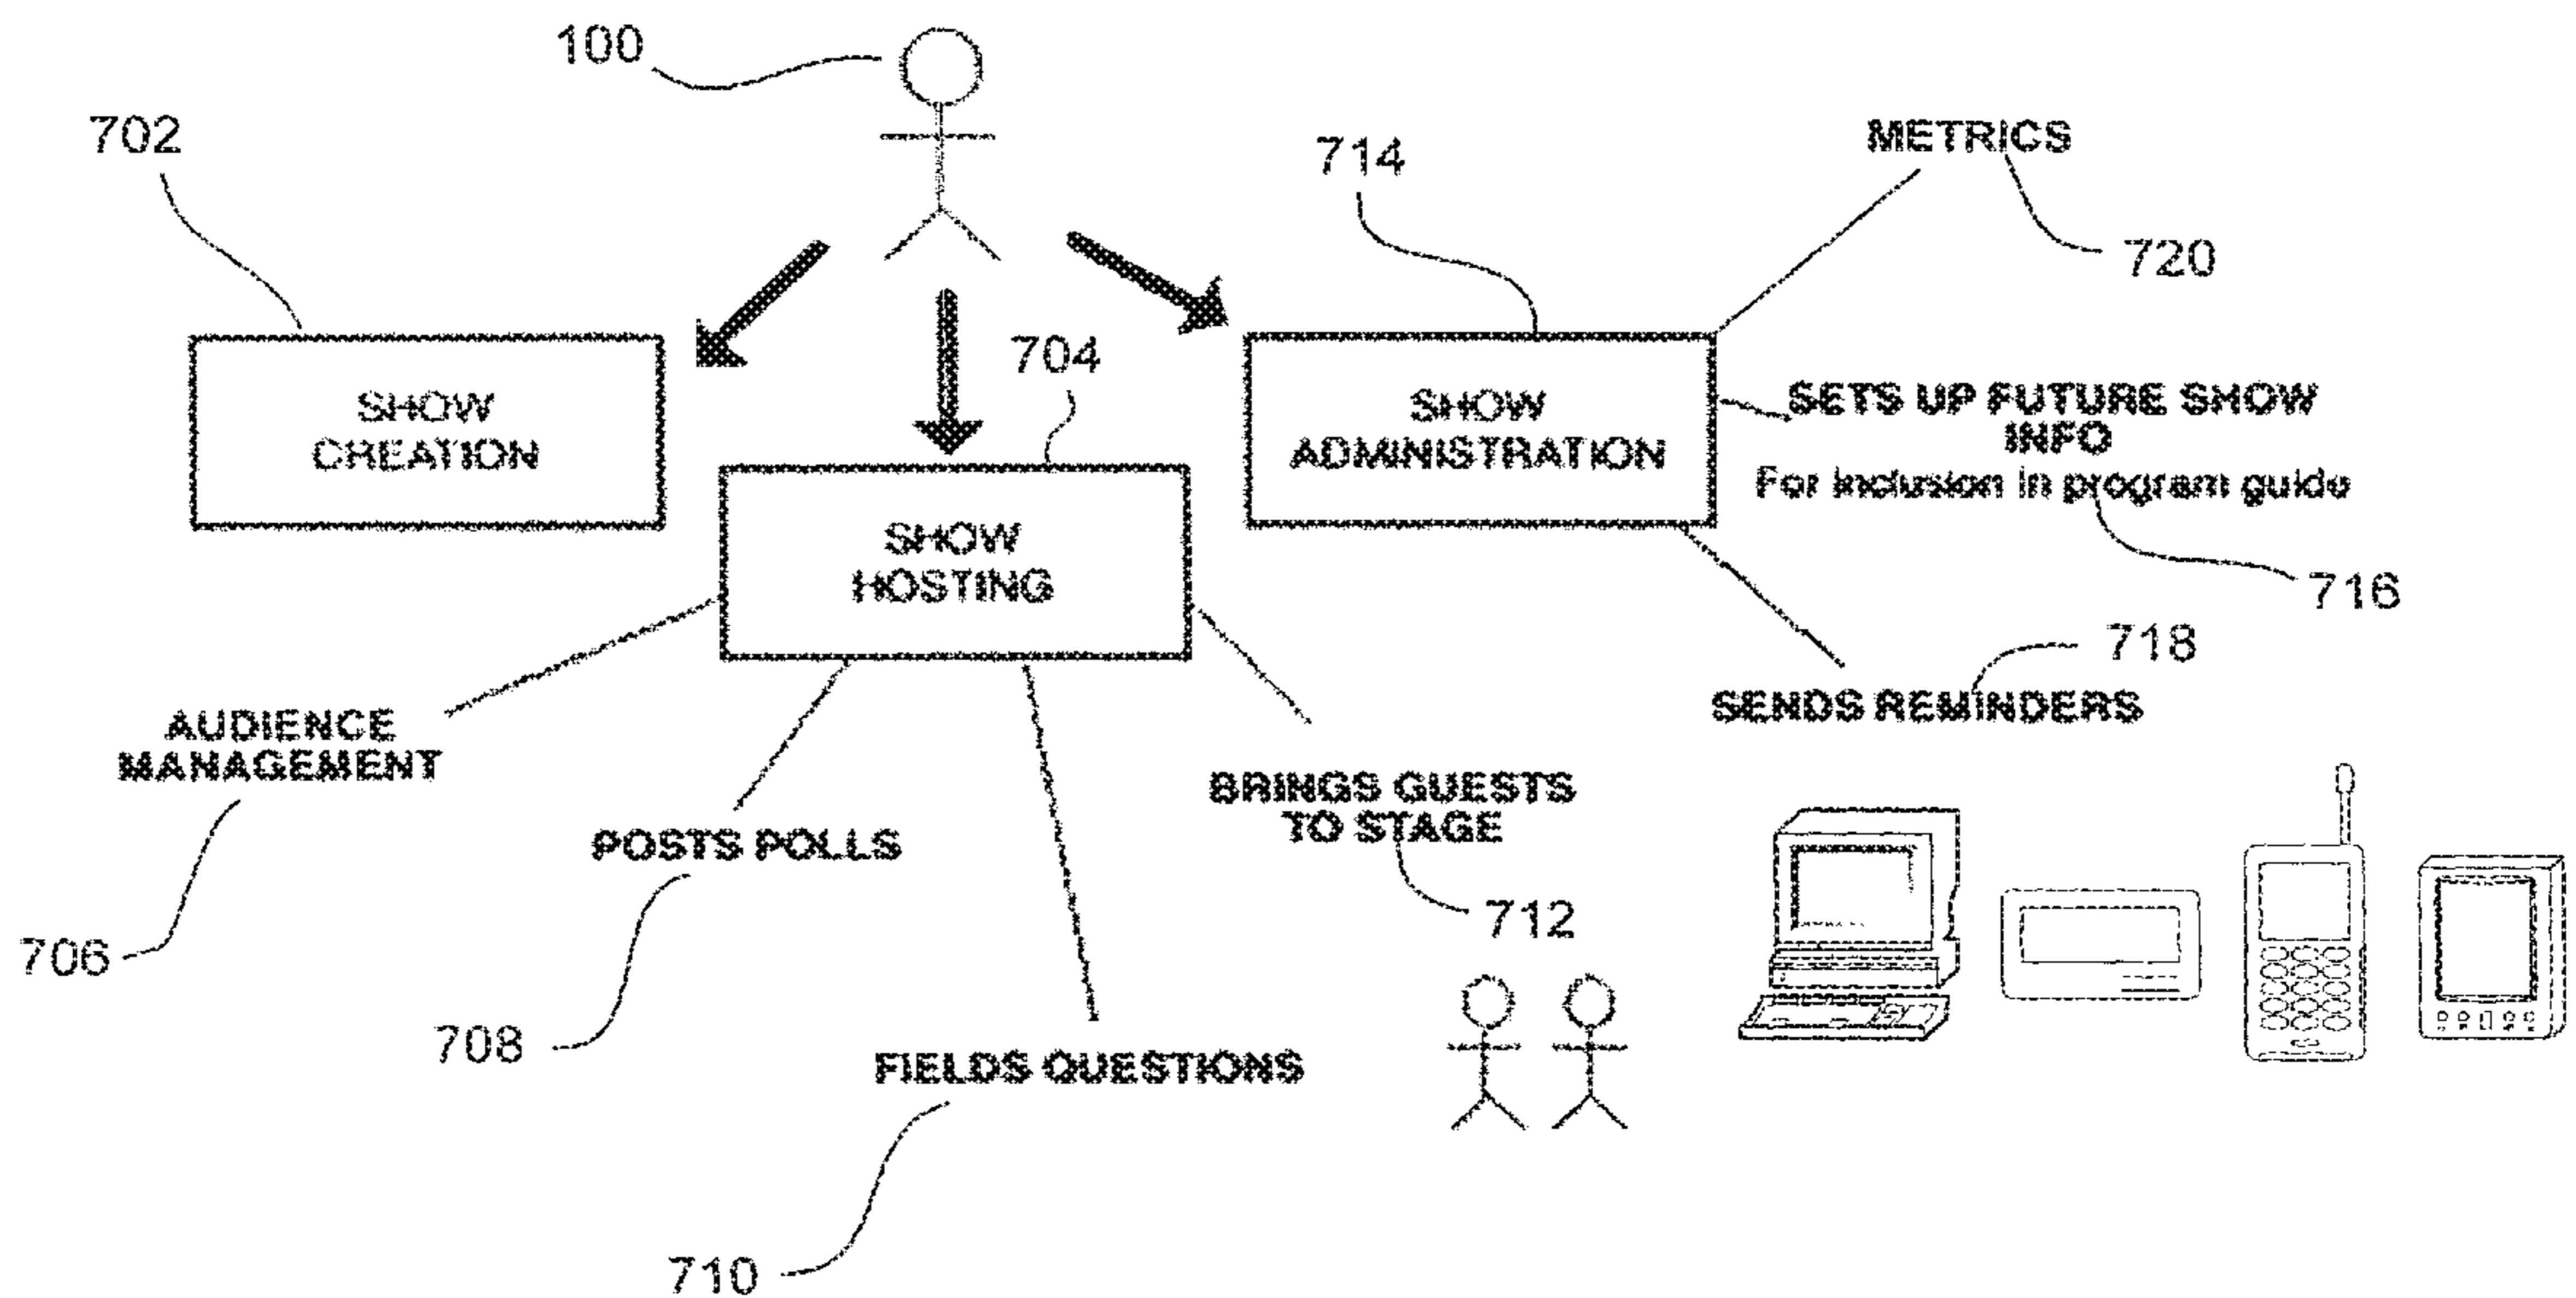 100
702
714
METRICS
720
704
SHOW
CREATION
SHOW
ADMINISTRATION
SETS UP FUTURE SHOW
INFO
For inclusion in program guide
716
SHOW
HOSTING
718
SENDS REMINDERS
AUDIENCE
MANAGEMENT
706
POSTS POLLS
708
BRINGS GUESTS
TO STAGE
712
FIELDS QUESTIONS
710